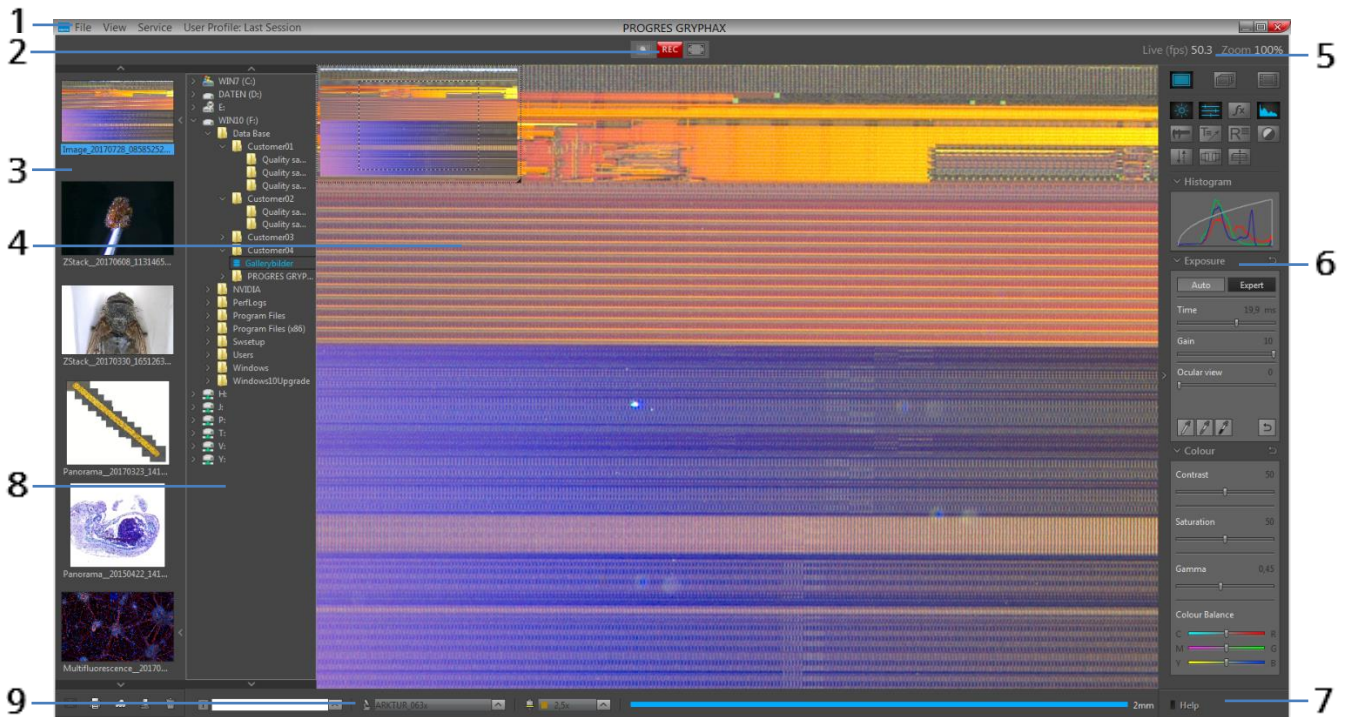 1
File View Service User Profile: Last Session
PROGRES GRYPHAX
2
REC
Live (fps) 50.3 Zoom 100%
5
3
Image_20170728_08585252...
ZStack_20170608_1131465...
ZStack_20170330_1651263...
Panorama_20170323_141...
Panorama_20150422_141...
Multifluorescence_20170...
WIN7 (C:)
DATEN (D:)
E:
WIN10 (F:)
Data Base
Customer01
Quality sa...
Quality sa...
Quality sa...
Customer02
Quality sa...
Quality sa...
Customer03
4
Customer04
Gallerybilder
PROGRES GRYP...
NVIDIA
PerfLogs
Program Files
Program Files (x86)
Swsetup
Users
Windows
Windows10Upgrade
H:
J:
P:
T:
V:
Y:
8
fx
Histogram
Exposure
6
Auto Expert
Time 19,9 ms
Gain 10
Ocular view 0
Colour
Contrast 50
Saturation 50
Gamma 0,45
Colour Balance
C R
M G
Y B
9
ARKTUR_063x
2,5x
2mm
Help
7